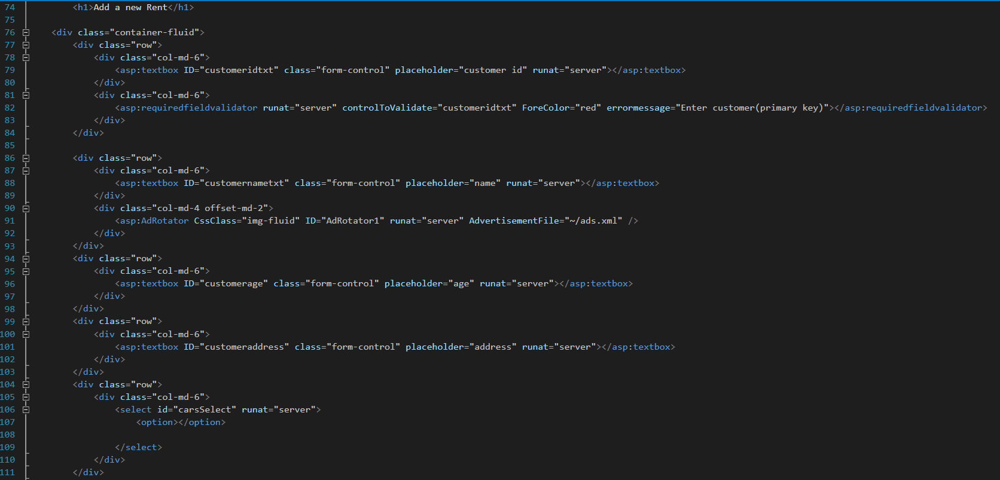 74 <h1>Add a new Rent</h1>
75
76 <div class="container-fluid">
77 <div class="row">
78 <div class="col-md-6">
79 <asp:textbox ID="customeridtxt" class="form-control" placeholder="customer id" runat="server"></asp:textbox>
80 </div>
81 <div class="col-md-6">
82 <asp:requiredfieldvalidator runat="server" controlToValidate="customeridtxt" ForeColor="red" errormessage="Enter customer(primary key)"></asp:requiredfieldvalidator>
83 </div>
84 </div>
85
86 <div class="row">
87 <div class="col-md-6">
88 <asp:textbox ID="customernametxt" class="form-control" placeholder="name" runat="server"></asp:textbox>
89 </div>
90 <div class="col-md-4 offset-md-2">
91 <asp:AdRotator CssClass="img-fluid" ID="AdRotator1" runat="server" AdvertisementFile="~/ads.xml" />
92 </div>
93 </div>
94 <div class="row">
95 <div class="col-md-6">
96 <asp:textbox ID="customerage" class="form-control" placeholder="age" runat="server"></asp:textbox>
97 </div>
98 </div>
99 <div class="row">
100 <div class="col-md-6">
101 <asp:textbox ID="customeraddress" class="form-control" placeholder="address" runat="server"></asp:textbox>
102 </div>
103 </div>
104 <div class="row">
105 <div class="col-md-6">
106 <select id="carsSelect" runat="server">
107 <option></option>
108
109 </select>
110 </div>
111 </div>